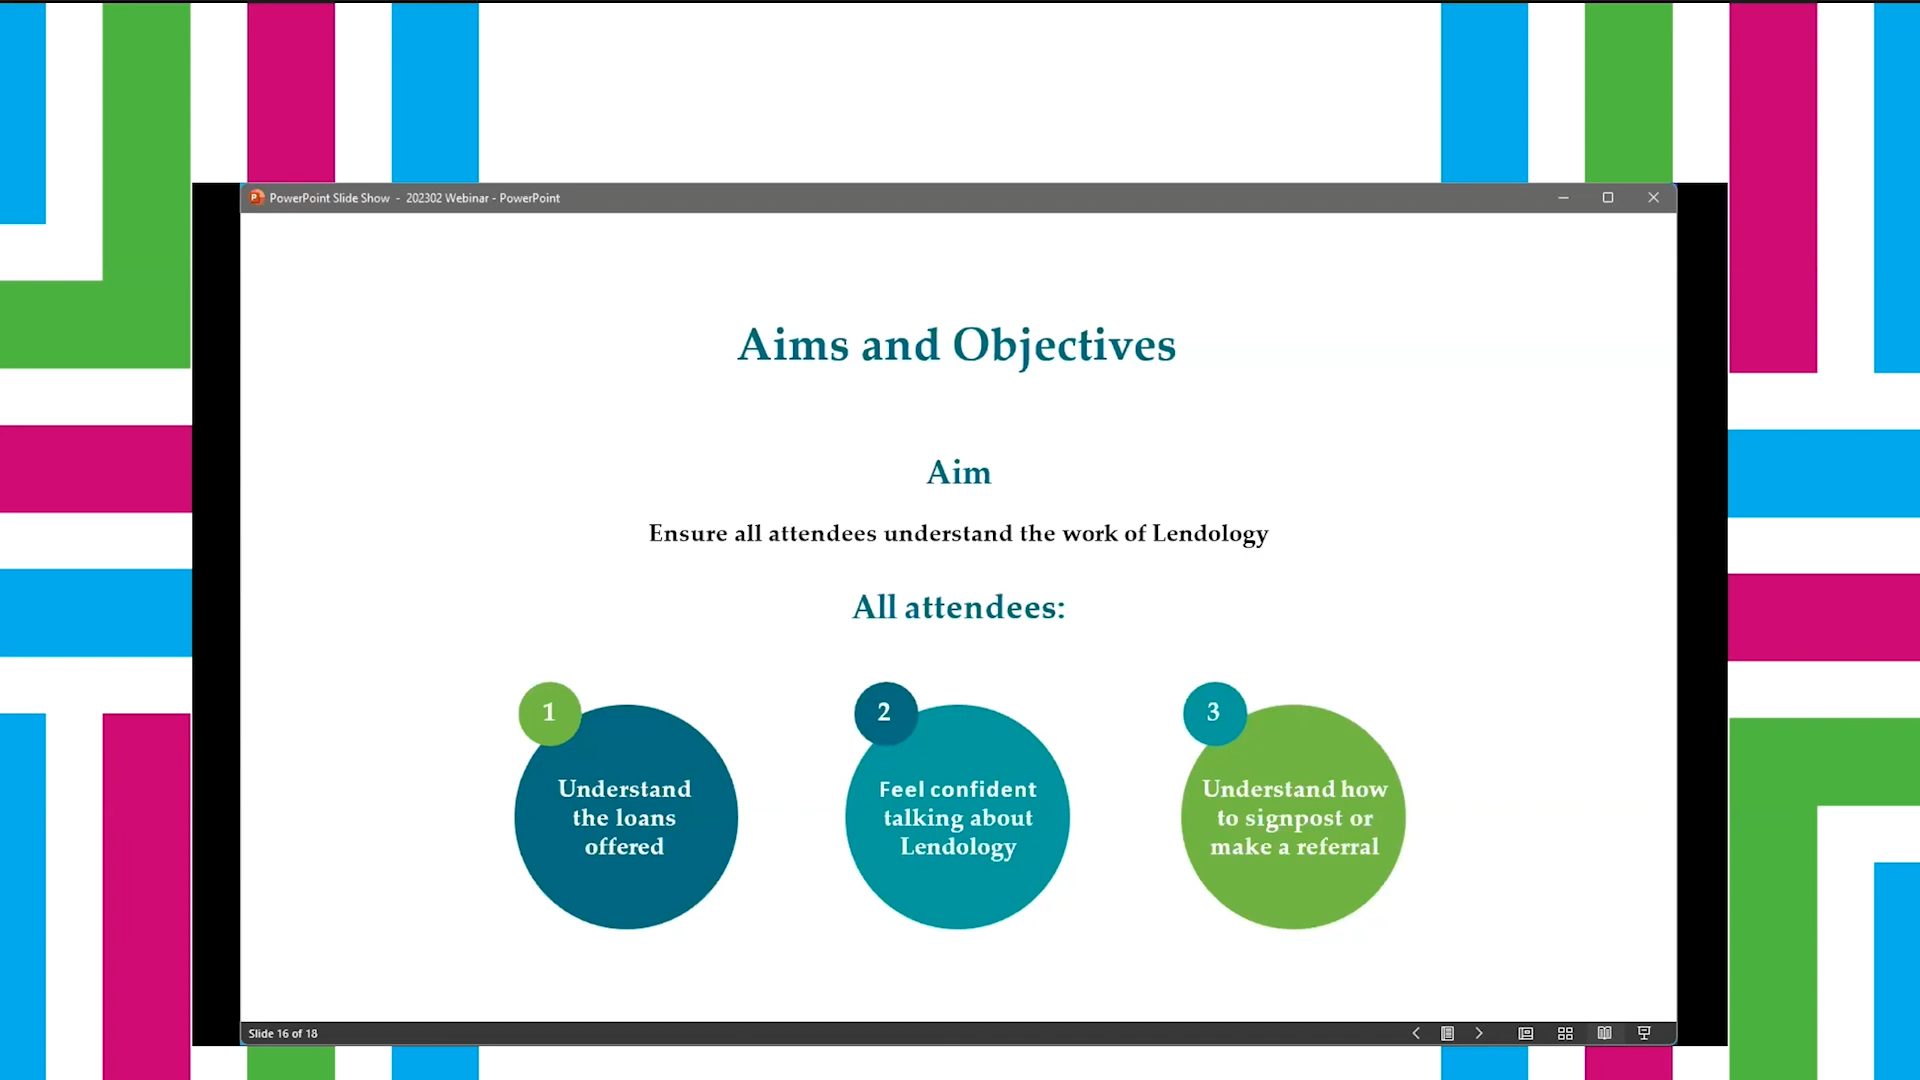 PowerPoint Slide Show - 202302 Webinar - PowerPoint
Aims and Objectives
Aim
Ensure all attendees understand the work of Lendology
All attendees:
1
Understand
the loans
offered
2
Feel confident
talking about
Lendology
3
Understand how
to signpost or
make a referral
Slide 16 of 18